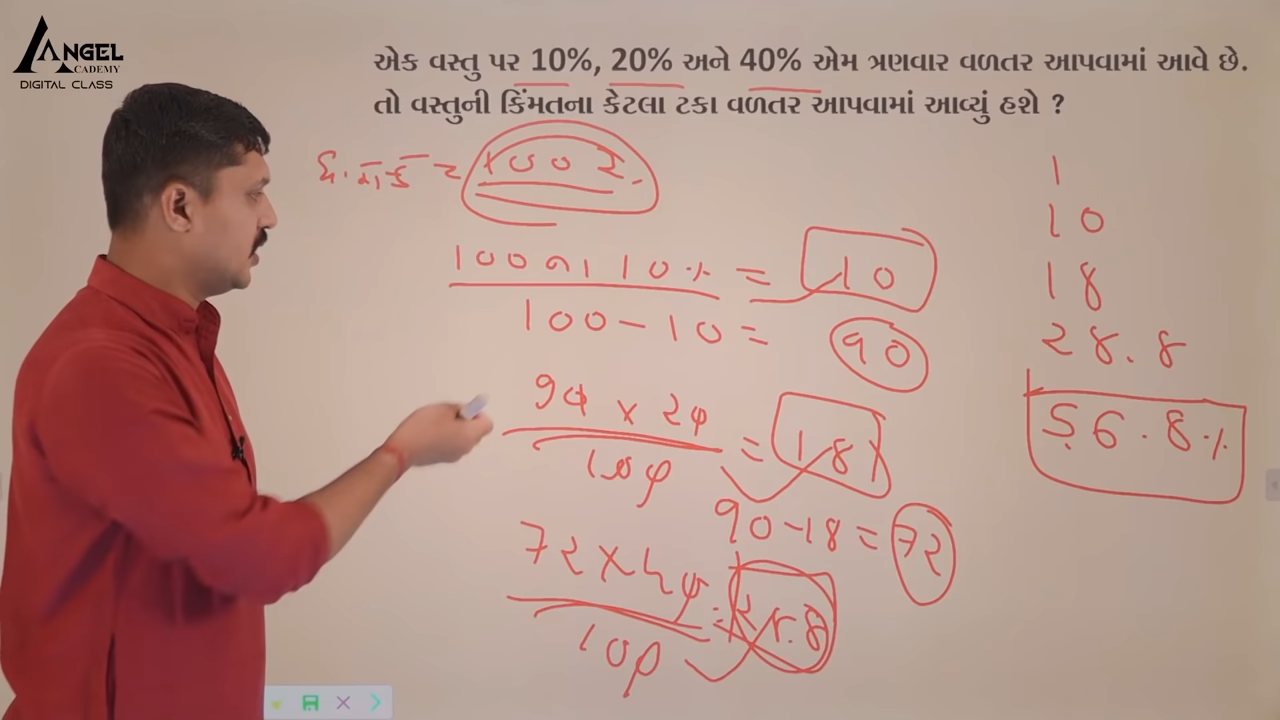 ANGEL
ACADEMY
DIGITAL CLASS
એક વસ્તુ પર 10%, 20% અને 40% એમ ત્રણવાર વળતર આપવામાં આવે છે.
તો વસ્તુની કિંમતના કેટલા ટકા વળતર આપવામાં આવ્યું હશે ?
ધારો કે = 100 રૂ.
100ના 10% = 10
100 - 10 = 90
90 x 20
100
= 18
90 - 18 = 72
72 x 40
100
= 28.8
1
10
18
28.8
56.8%